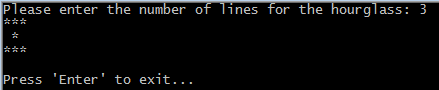 Please enter the number of lines for the hourglass: 3
***
 *
***

Press 'Enter' to exit...